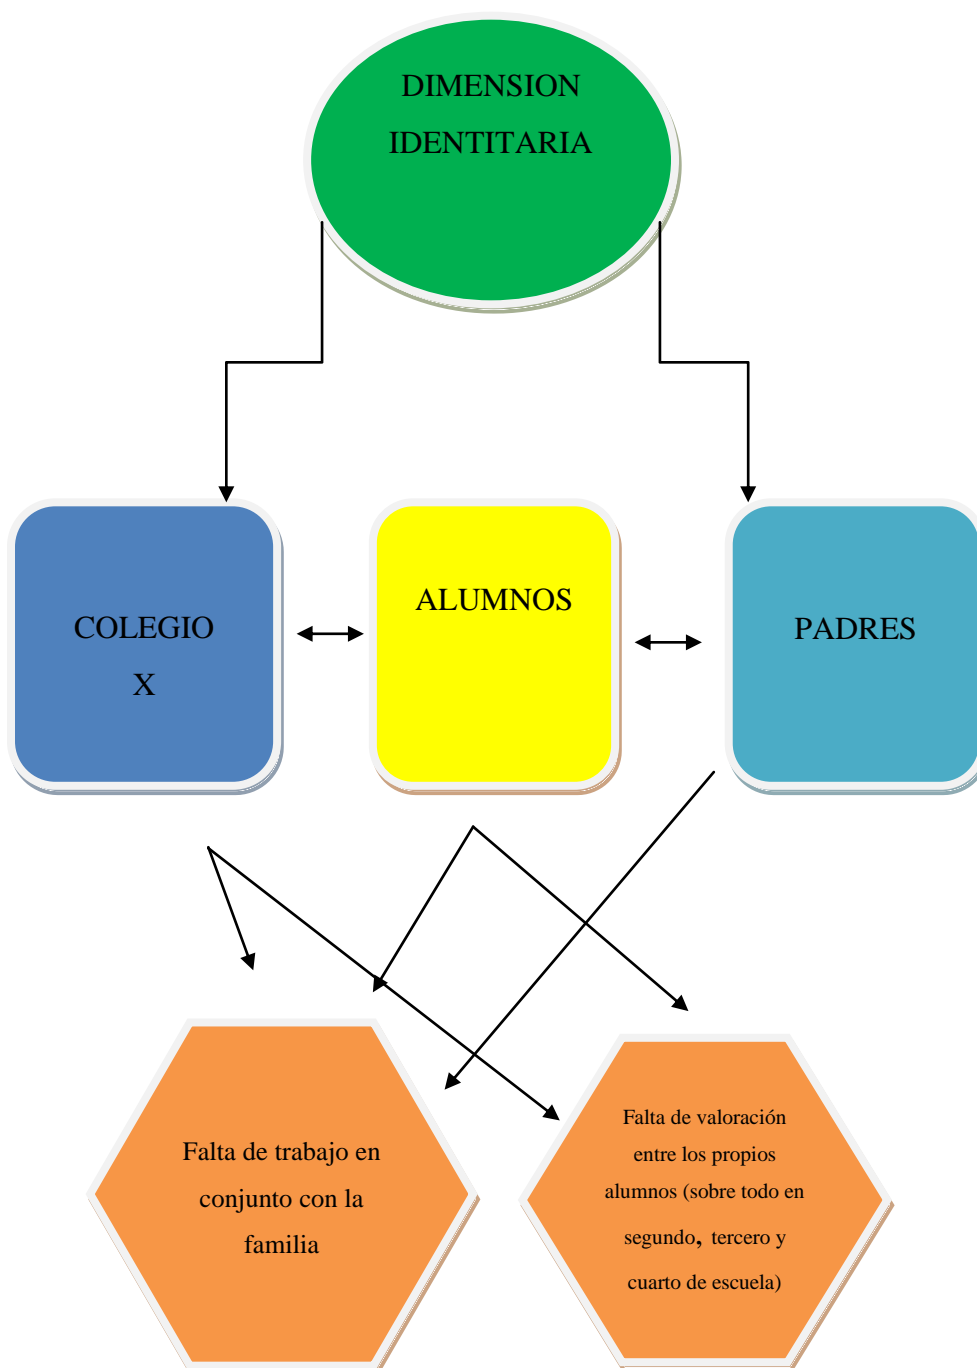 DIMENSION
IDENTITARIA
COLEGIO
X
ALUMNOS
PADRES
Falta de trabajo en
conjunto con la
familia
Falta de valoración
entre los propios
alumnos (sobre todo en
segundo, tercero y
cuarto de escuela)